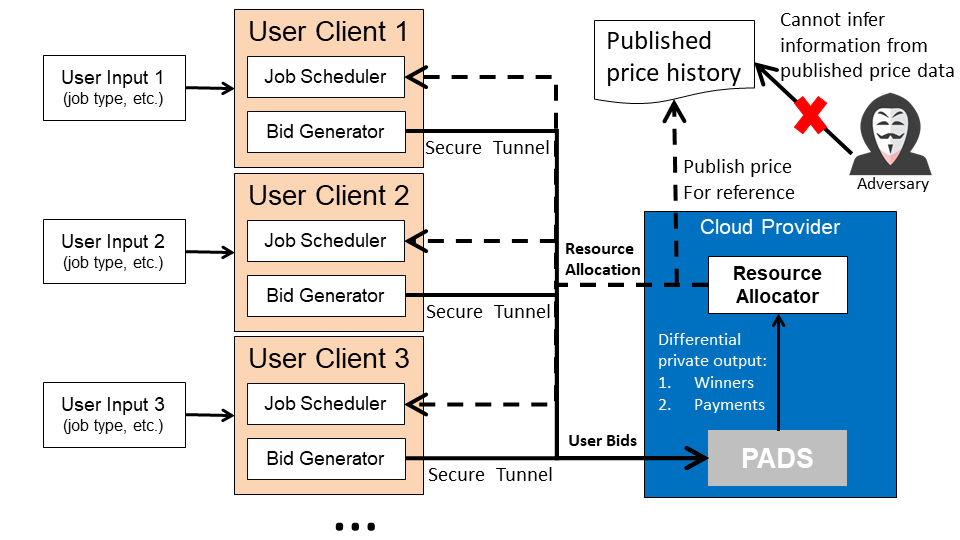 User Client 1
User Input 1
(job type, etc.)
Job Scheduler
Bid Generator
Secure Tunnel
User Client 2
User Input 2
(job type, etc.)
Job Scheduler
Bid Generator
Secure Tunnel
User Client 3
User Input 3
(job type, etc.)
Job Scheduler
Bid Generator
Secure Tunnel
...
Published
price history
Cannot infer
information from
published price data
Adversary
Publish price
For reference
Resource
Allocation
Cloud Provider
Resource
Allocator
Differential
private output:
1. Winners
2. Payments
User Bids
PADS